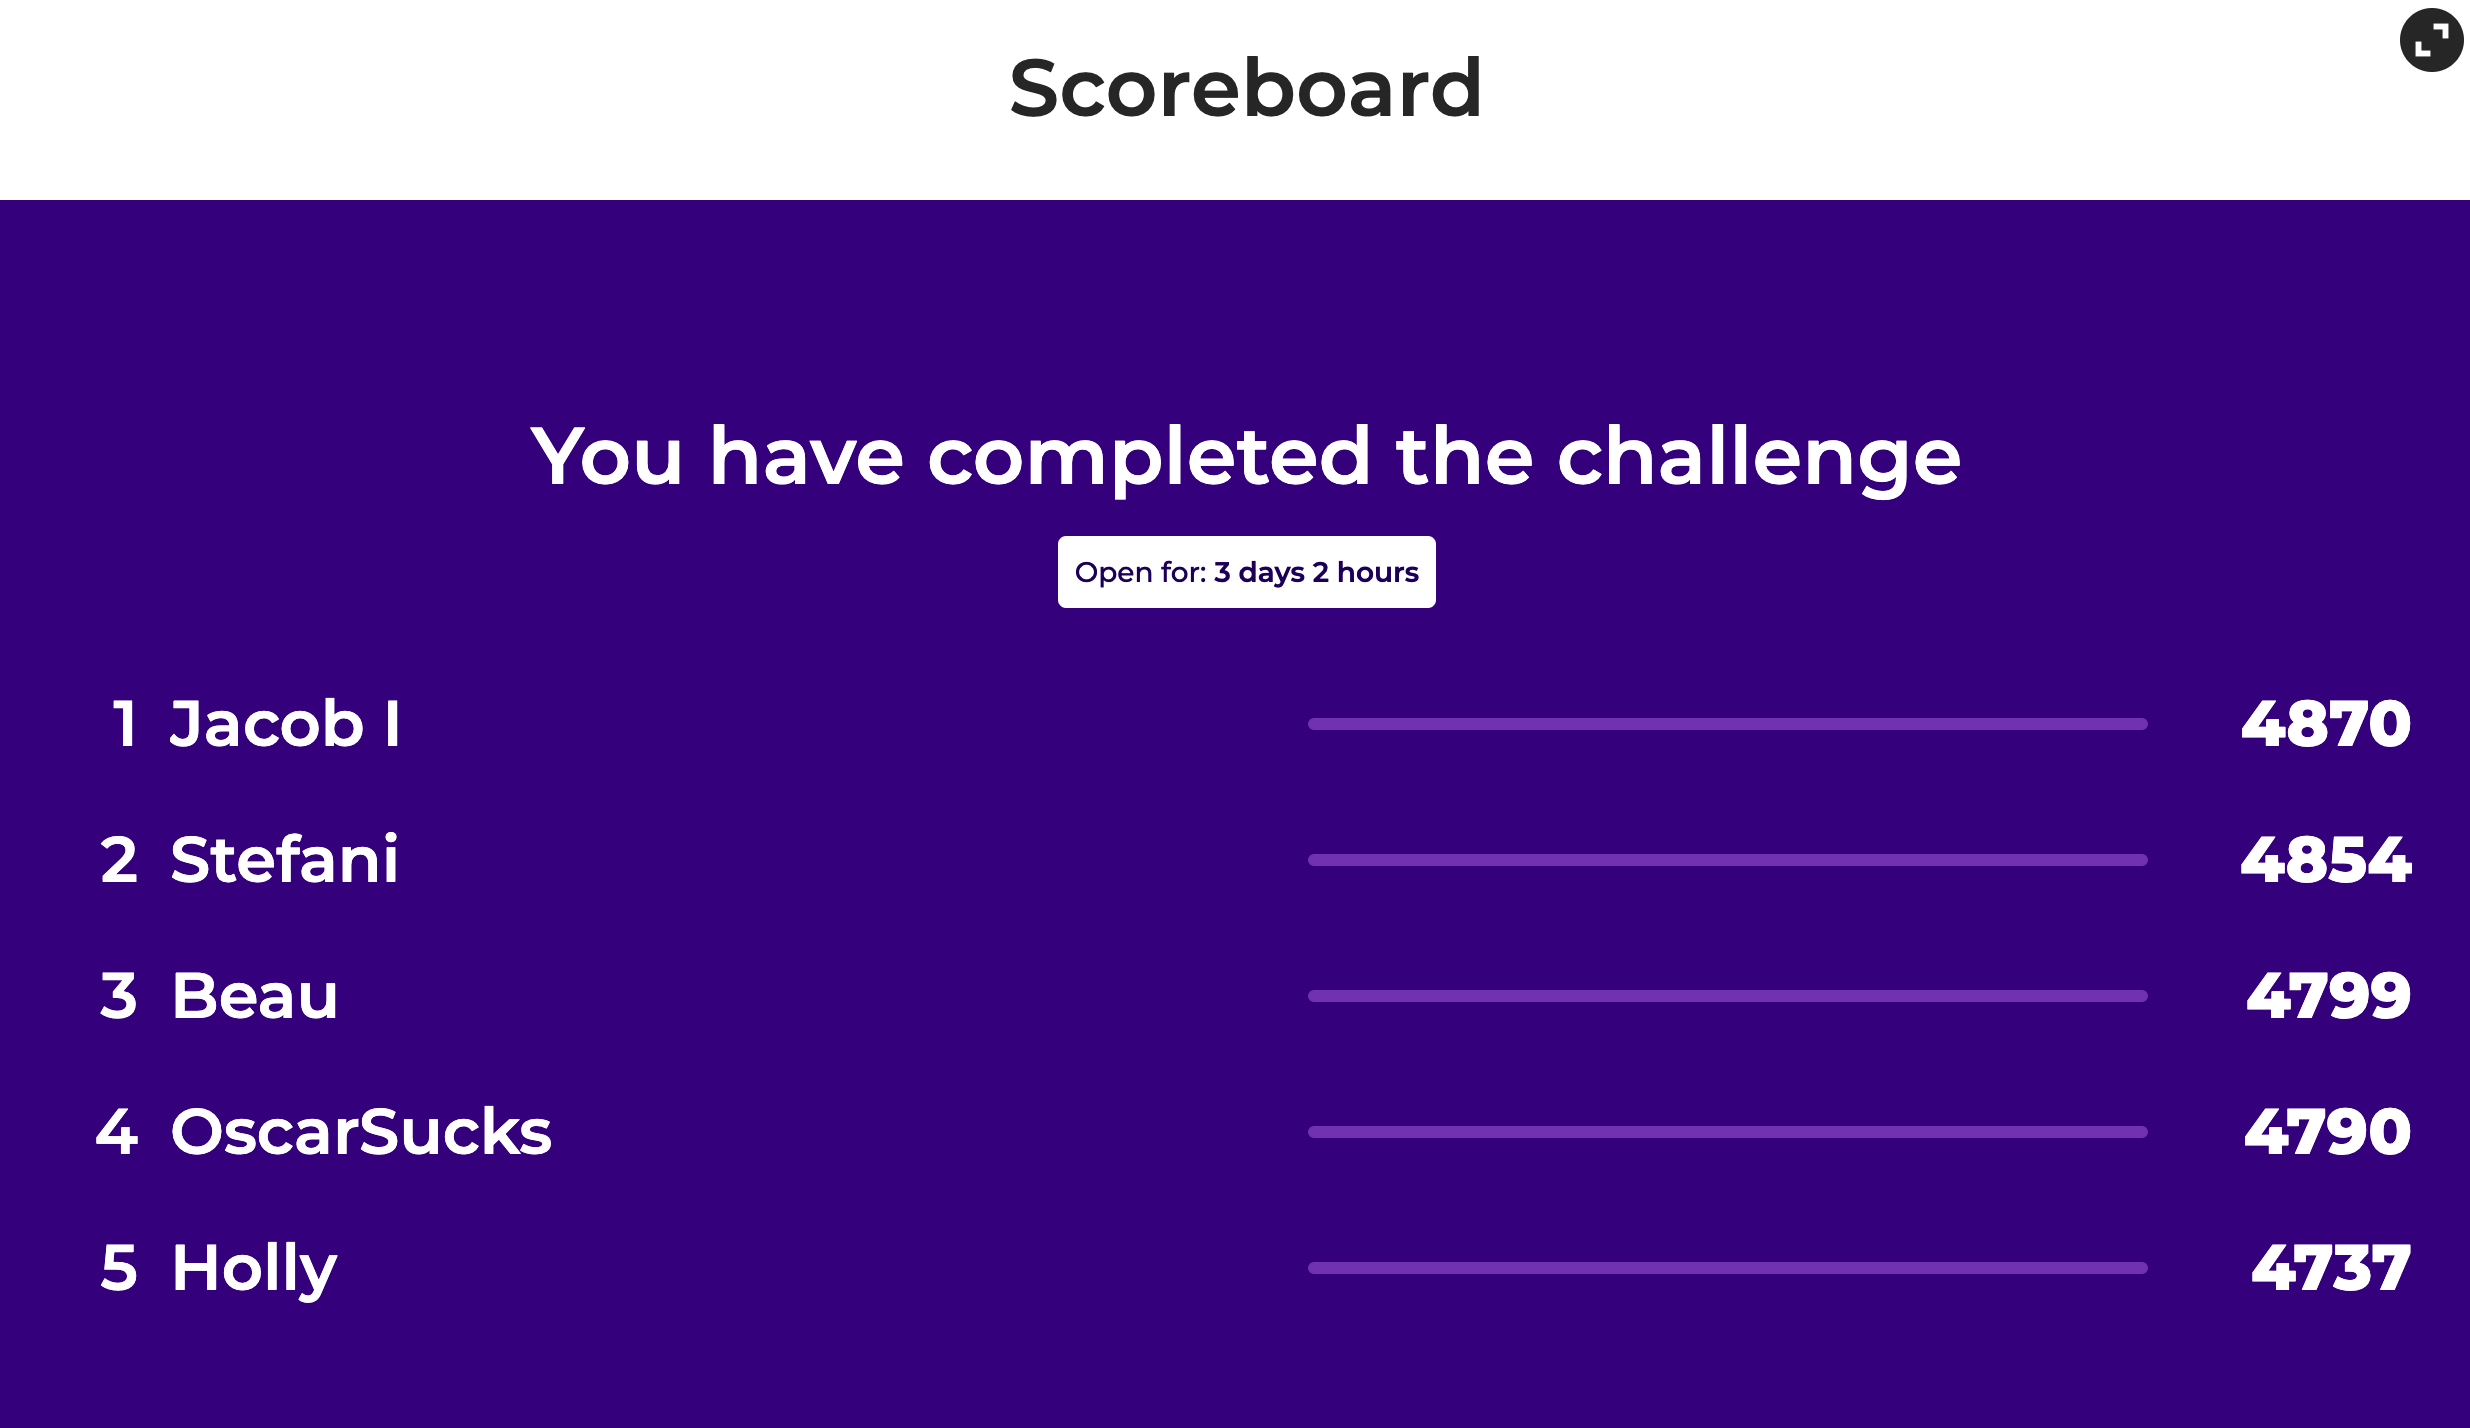 Scoreboard
You have completed the challenge
Open for: 3 days 2 hours
1 Jacob I 4870
2 Stefani 4854
3 Beau 4799
4 OscarSucks 4790
5 Holly 4737